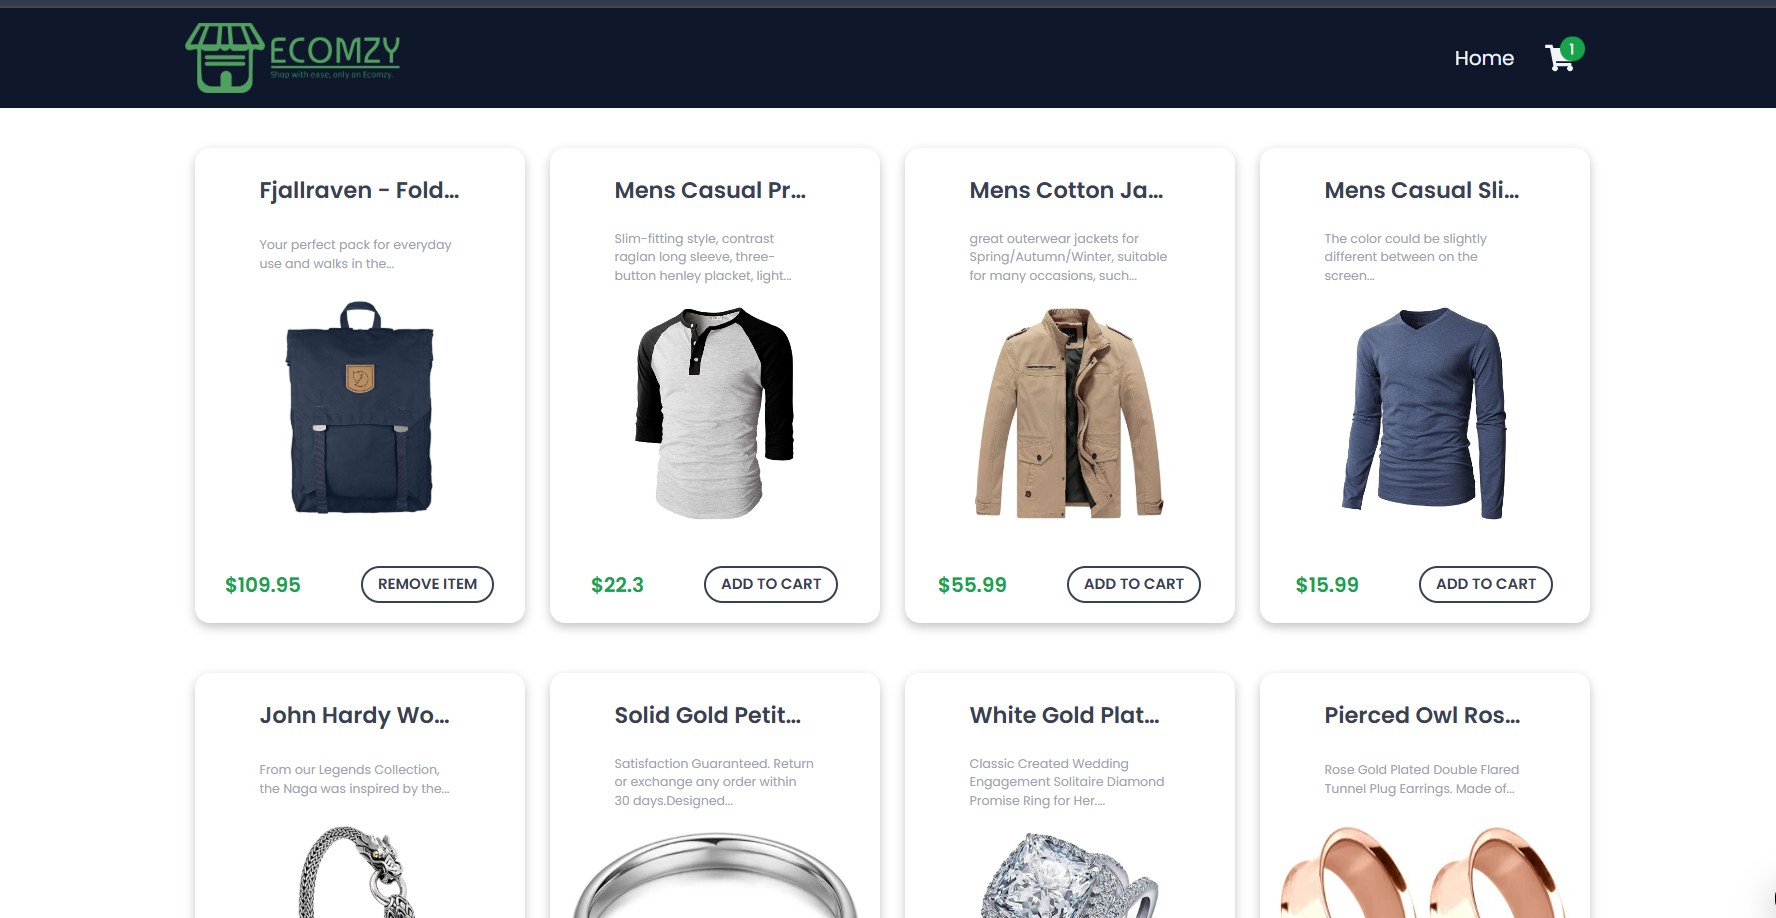 ECOMZY
Shop with ease, only on Ecomzy.
Home
1
Fjallraven - Fold...
Mens Casual Pr...
Mens Cotton Ja...
Mens Casual Sli...
Your perfect pack for everyday
use and walks in the...
Slim-fitting style, contrast
raglan long sleeve, three-
button henley placket, light...
great outerwear jackets for
Spring/Autumn/Winter, suitable
for many occasions, such...
The color could be slightly
different between on the
screen...
$109.95
REMOVE ITEM
$22.3
ADD TO CART
$55.99
ADD TO CART
$15.99
ADD TO CART
John Hardy Wo...
Solid Gold Petit...
White Gold Plat...
Pierced Owl Ros...
From our Legends Collection,
the Naga was inspired by the...
Satisfaction Guaranteed. Return
or exchange any order within
30 days.Designed...
Classic Created Wedding
Engagement Solitaire Diamond
Promise Ring for Her....
Rose Gold Plated Double Flared
Tunnel Plug Earrings. Made of...